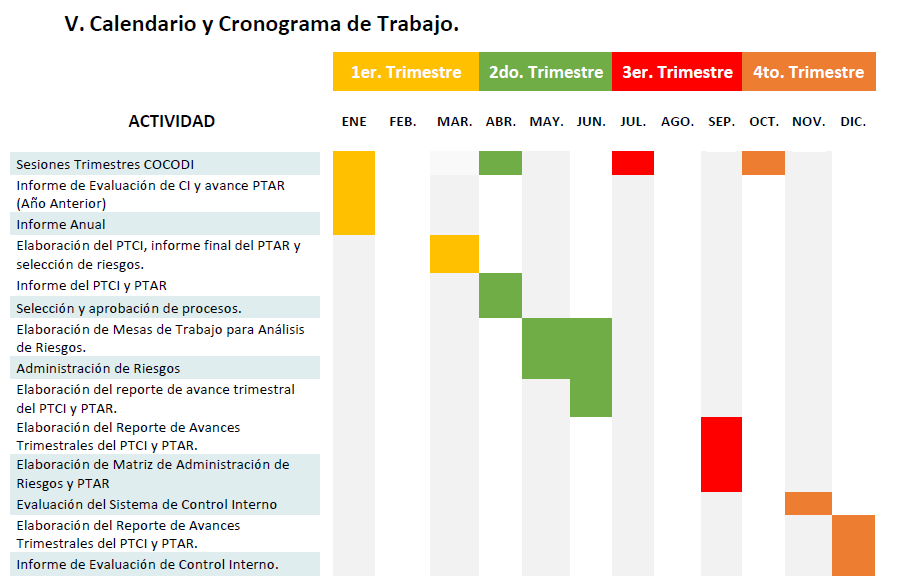 V. Calendario y Cronograma de Trabajo.
1er. Trimestre 2do. Trimestre 3er. Trimestre 4to. Trimestre
ACTIVIDAD ENE FEB. MAR. ABR. MAY. JUN. JUL. AGO. SEP. OCT. NOV. DIC.
Sesiones Trimestres COCODI
Informe de Evaluación de CI y avance PTAR
(Año Anterior)
Informe Anual
Elaboración del PTCI, informe final del PTAR y
selección de riesgos.
Informe del PTCI y PTAR
Selección y aprobación de procesos.
Elaboración de Mesas de Trabajo para Análisis
de Riesgos.
Administración de Riesgos
Elaboración del reporte de avance trimestral
del PTCI y PTAR.
Elaboración del Reporte de Avances
Trimestrales del PTCI y PTAR.
Elaboración de Matriz de Administración de
Riesgos y PTAR
Evaluación del Sistema de Control Interno
Elaboración del Reporte de Avances
Trimestrales del PTCI y PTAR.
Informe de Evaluación de Control Interno.